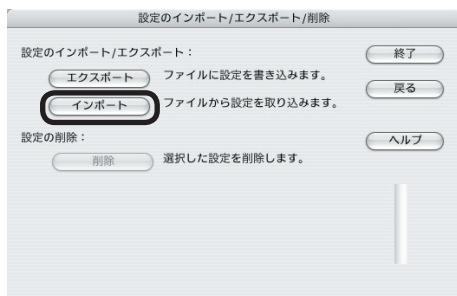 設定のインポート/エクスポート/削除
設定のインポート/エクスポート：
終了
エクスポート ファイルに設定を書き込みます。
戻る
インポート ファイルから設定を取り込みます。
設定の削除：
ヘルプ
削除 選択した設定を削除します。